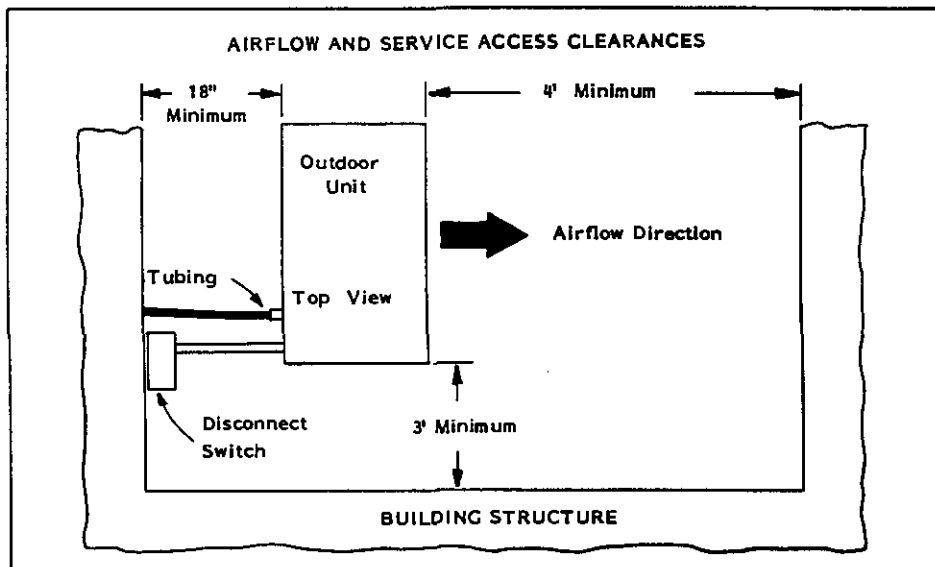 AIRFLOW AND SERVICE ACCESS CLEARANCES
18"
Minimum
4' Minimum
Outdoor
Unit
Airflow Direction
Tubing
Top View
Disconnect
Switch
3' Minimum
BUILDING STRUCTURE